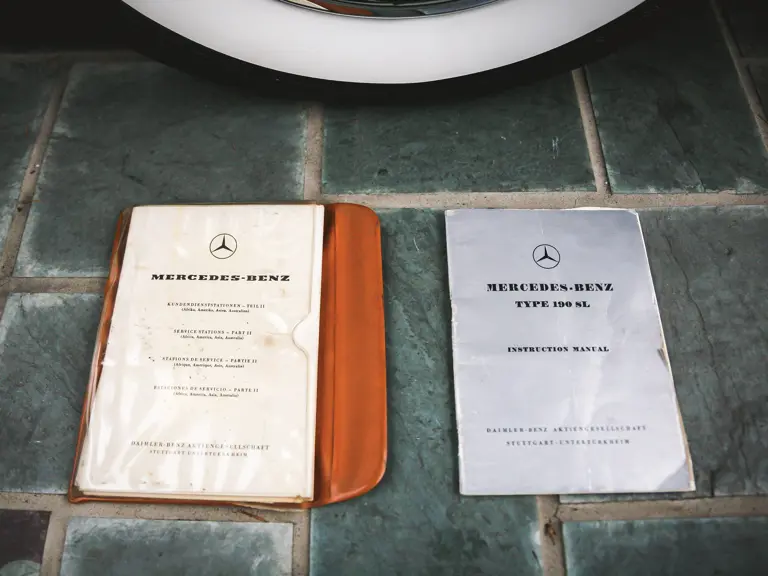 MERCEDES-BENZ
KUNDENDIENSTSTATIONEN – TEIL II
(Afrika, Amerika, Asien, Australien)
SERVICE STATIONS – PART II
(Africa, America, Asia, Australia)
STATIONS DE SERVICE – PARTIE II
(Afrique, Amérique, Asie, Australie)
ESTACIONES DE SERVICIO – PARTE II
(Africa, America, Asia, Australia)
DAIMLER-BENZ AKTIENGESELLSCHAFT
STUTTGART-UNTERTÜRKHEIM
MERCEDES-BENZ
TYPE 190 SL
INSTRUCTION MANUAL
DAIMLER-BENZ AKTIENGESELLSCHAFT
STUTTGART-UNTERTÜRKHEIM